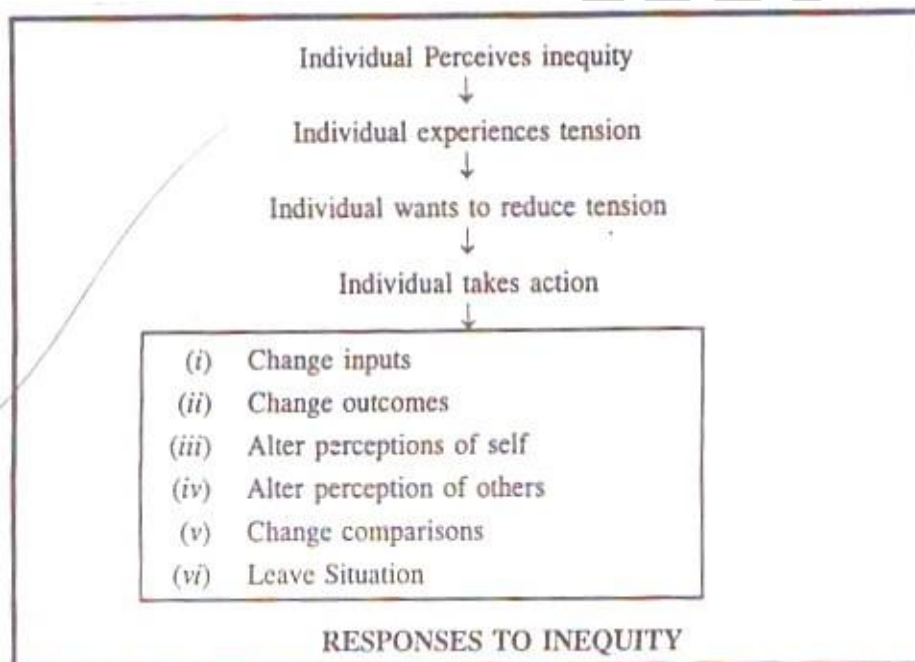 Individual Perceives inequity
↓
Individual experiences tension
↓
Individual wants to reduce tension
↓
Individual takes action
↓
(i) Change inputs
(ii) Change outcomes
(iii) Alter perceptions of self
(iv) Alter perception of others
(v) Change comparisons
(vi) Leave Situation
RESPONSES TO INEQUITY